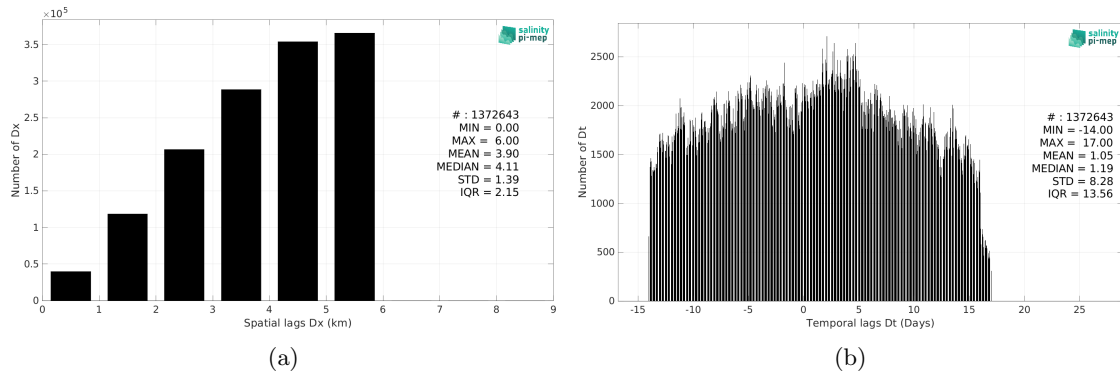 ×10⁵
3.5
3
2.5
2
1.5
1
0.5
0
Number of Dx
0 1 2 3 4 5 6 7 8 9
Spatial lags Dx (km)
salinity
pi-mep
# : 1372643
MIN = 0.00
MAX = 6.00
MEAN = 3.90
MEDIAN = 4.11
STD = 1.39
IQR = 2.15
(a)
2500
2000
1500
1000
500
0
Number of Dt
-15 -10 -5 0 5 10 15 20 25
Temporal lags Dt (Days)
salinity
pi-mep
# : 1372643
MIN = -14.00
MAX = 17.00
MEAN = 1.05
MEDIAN = 1.19
STD = 8.28
IQR = 13.56
(b)